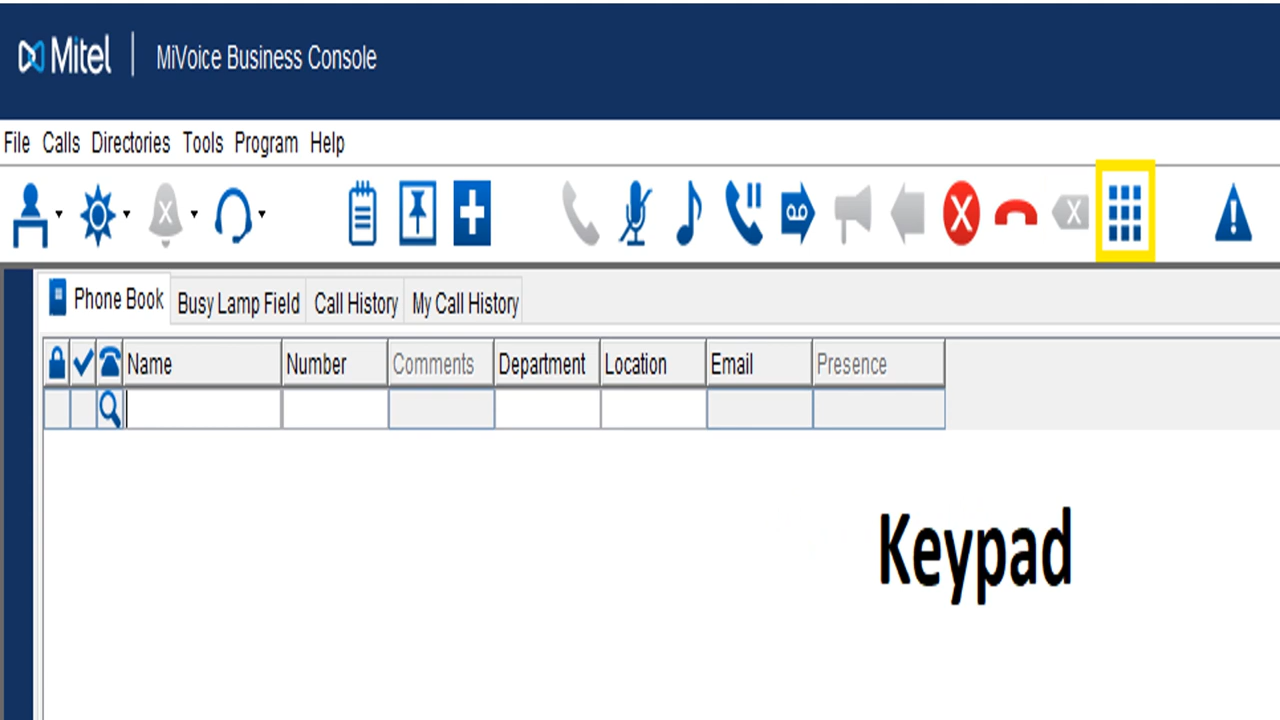 Mitel | MiVoice Business Console
File Calls Directories Tools Program Help
Phone Book Busy Lamp Field Call History My Call History
Name Number Comments Department Location Email Presence
Keypad